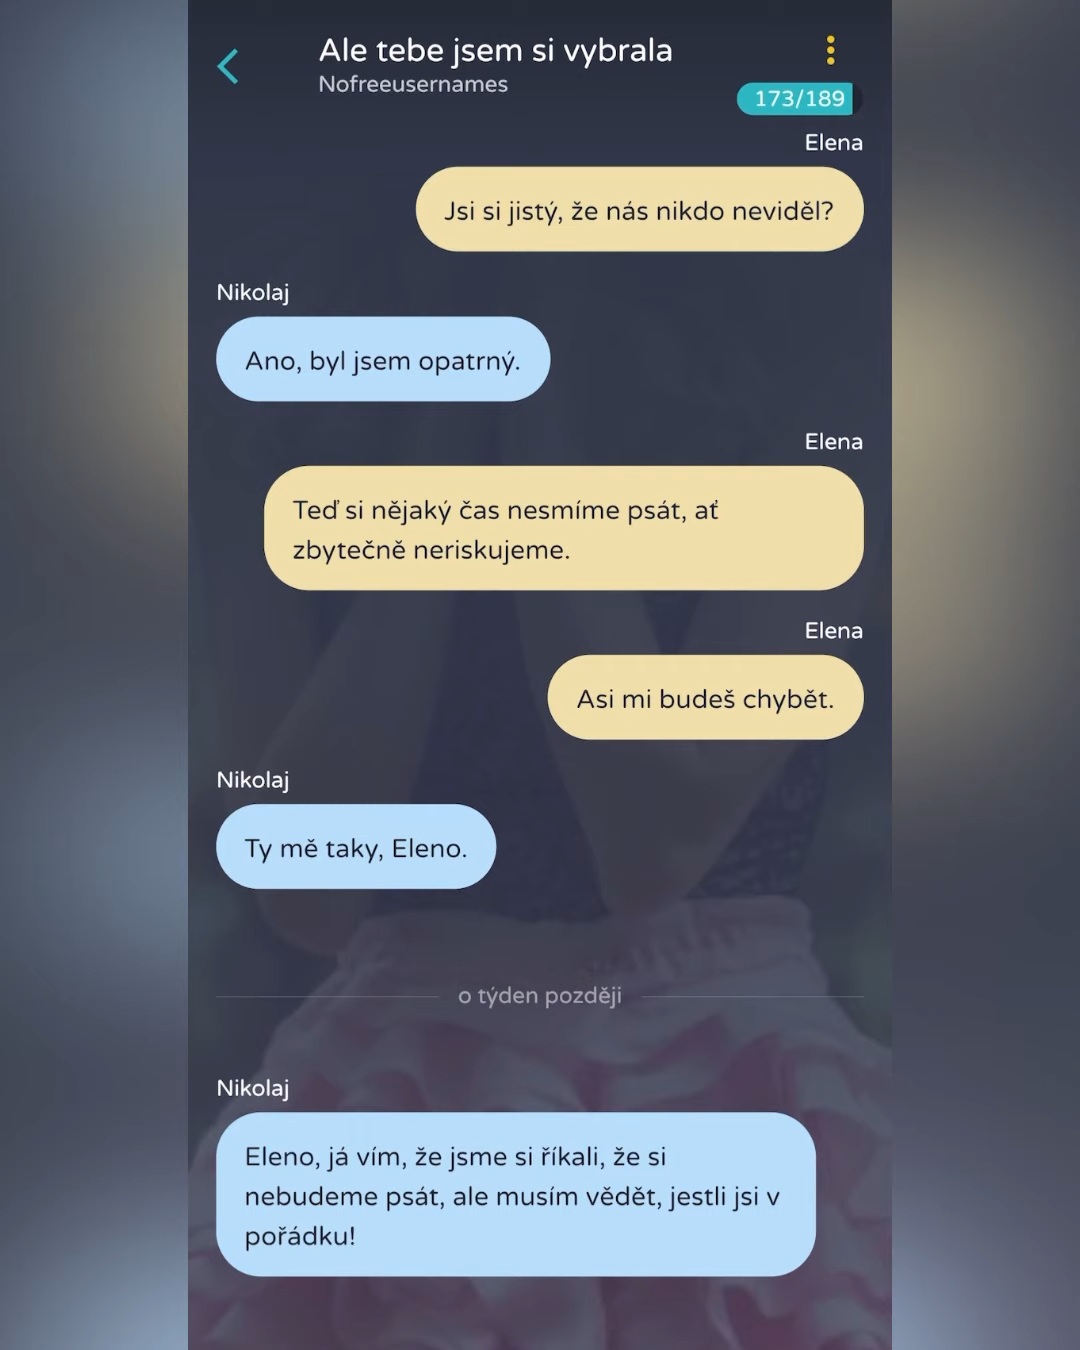 Ale tebe jsem si vybrala
Nofreeusernames
173/189
Elena
Jsi si jistý, že nás nikdo neviděl?
Nikolaj
Ano, byl jsem opatrný.
Elena
Teď si nějaký čas nesmíme psát, ať
zbytečně neriskujeme.
Elena
Asi mi budeš chybět.
Nikolaj
Ty mě taky, Eleno.
o týden později
Nikolaj
Eleno, já vím, že jsme si říkali, že si
nebudeme psát, ale musím vědět, jestli jsi v
pořádku!